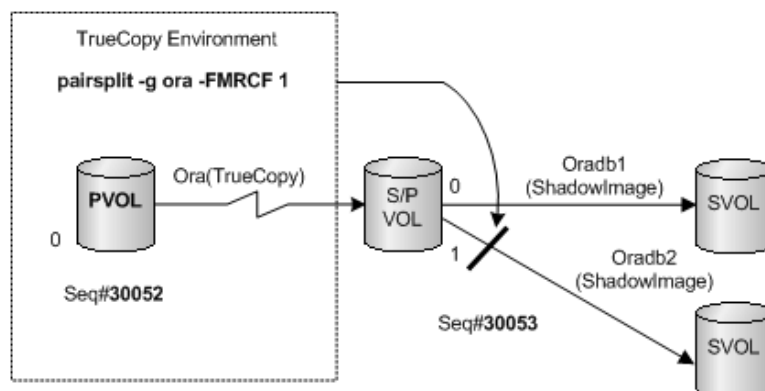 TrueCopy Environment
pairsplit -g ora -FMRCF 1
Ora(TrueCopy)
PVOL
0
Seq#30052
S/P
VOL
0
1
Oradb1
(ShadowImage)
SVOL
Oradb2
(ShadowImage)
Seq#30053
SVOL